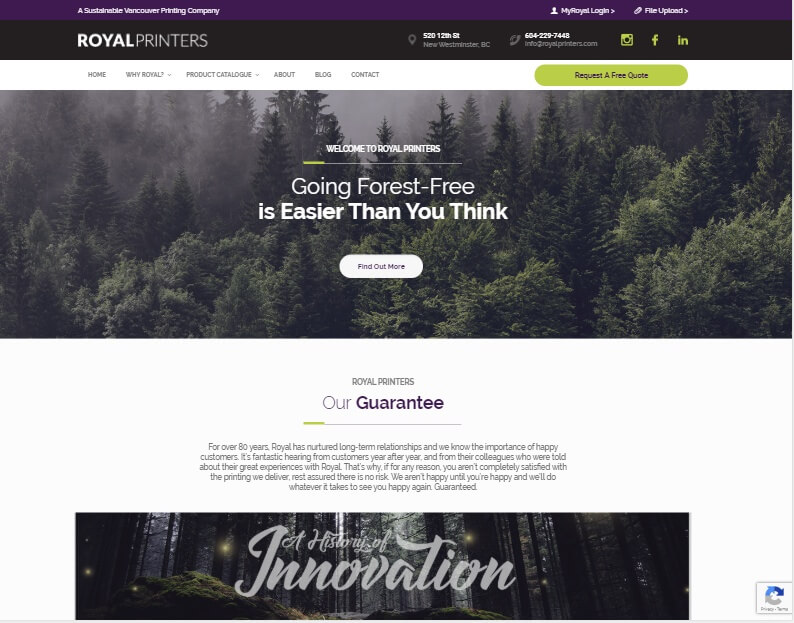 A Sustainable Vancouver Printing Company
MyRoyal Login >
File Upload >
ROYALPRINTERS
520 12th St
New Westminster, BC
604-229-7448
info@royalprinters.com
HOME
WHY ROYAL?
PRODUCT CATALOGUE
ABOUT
BLOG
CONTACT
Request A Free Quote
WELCOME TO ROYAL PRINTERS
Going Forest-Free
is Easier Than You Think
Find Out More
ROYAL PRINTERS
Our Guarantee
For over 80 years, Royal has nurtured long-term relationships and we know the importance of happy
customers. It's fantastic hearing from customers year after year, and from their colleagues who were told
about their great experiences with Royal. That's why, if for any reason, you aren't completely satisfied with
the printing we deliver, rest assured there is no risk. We aren't happy until you're happy and we'll do
whatever it takes to see you happy again. Guaranteed.
A History of
Innovation
Privacy - Terms